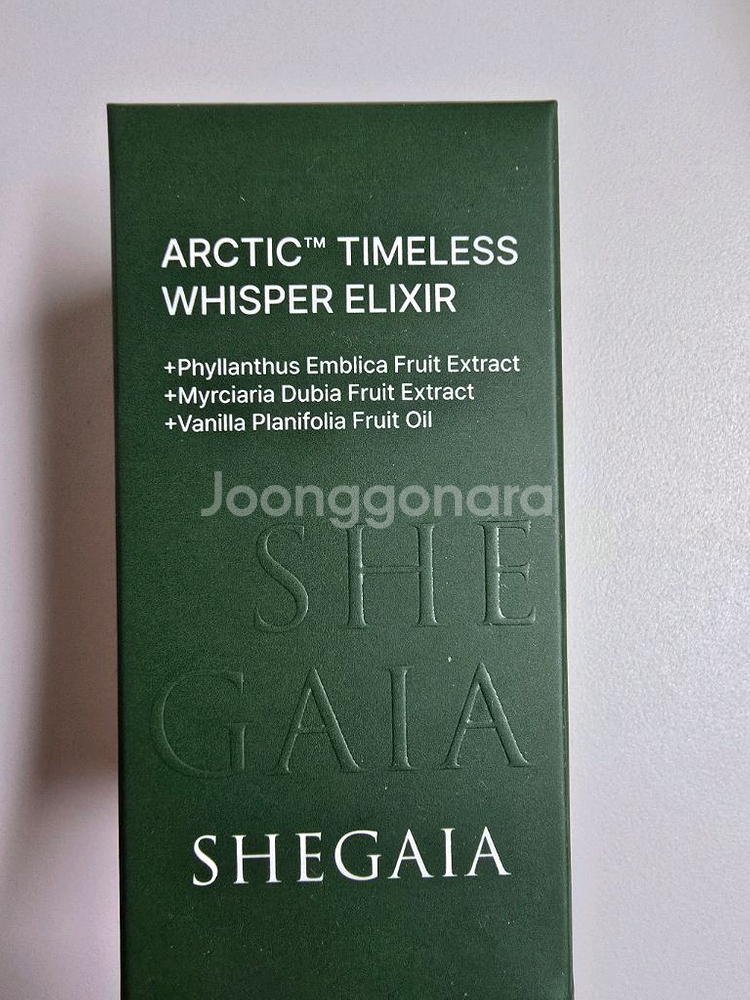 ARCTIC™ TIMELESS
WHISPER ELIXIR
+Phyllanthus Emblica Fruit Extract
+Myrciaria Dubia Fruit Extract
+Vanilla Planifolia Fruit Oil
Joonggonara
SHE
GAIA
SHEGAIA